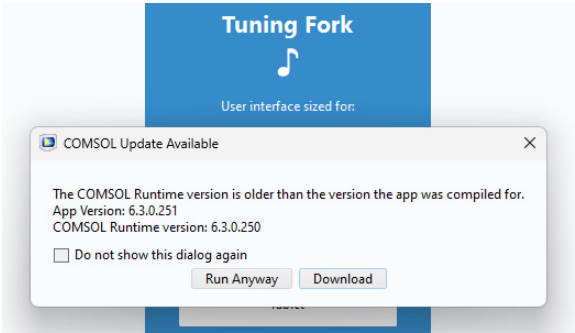 Tuning Fork
User interface sized for:
COMSOL Update Available
The COMSOL Runtime version is older than the version the app was compiled for.
App Version: 6.3.0.251
COMSOL Runtime version: 6.3.0.250
Do not show this dialog again
Run Anyway Download
Tablet